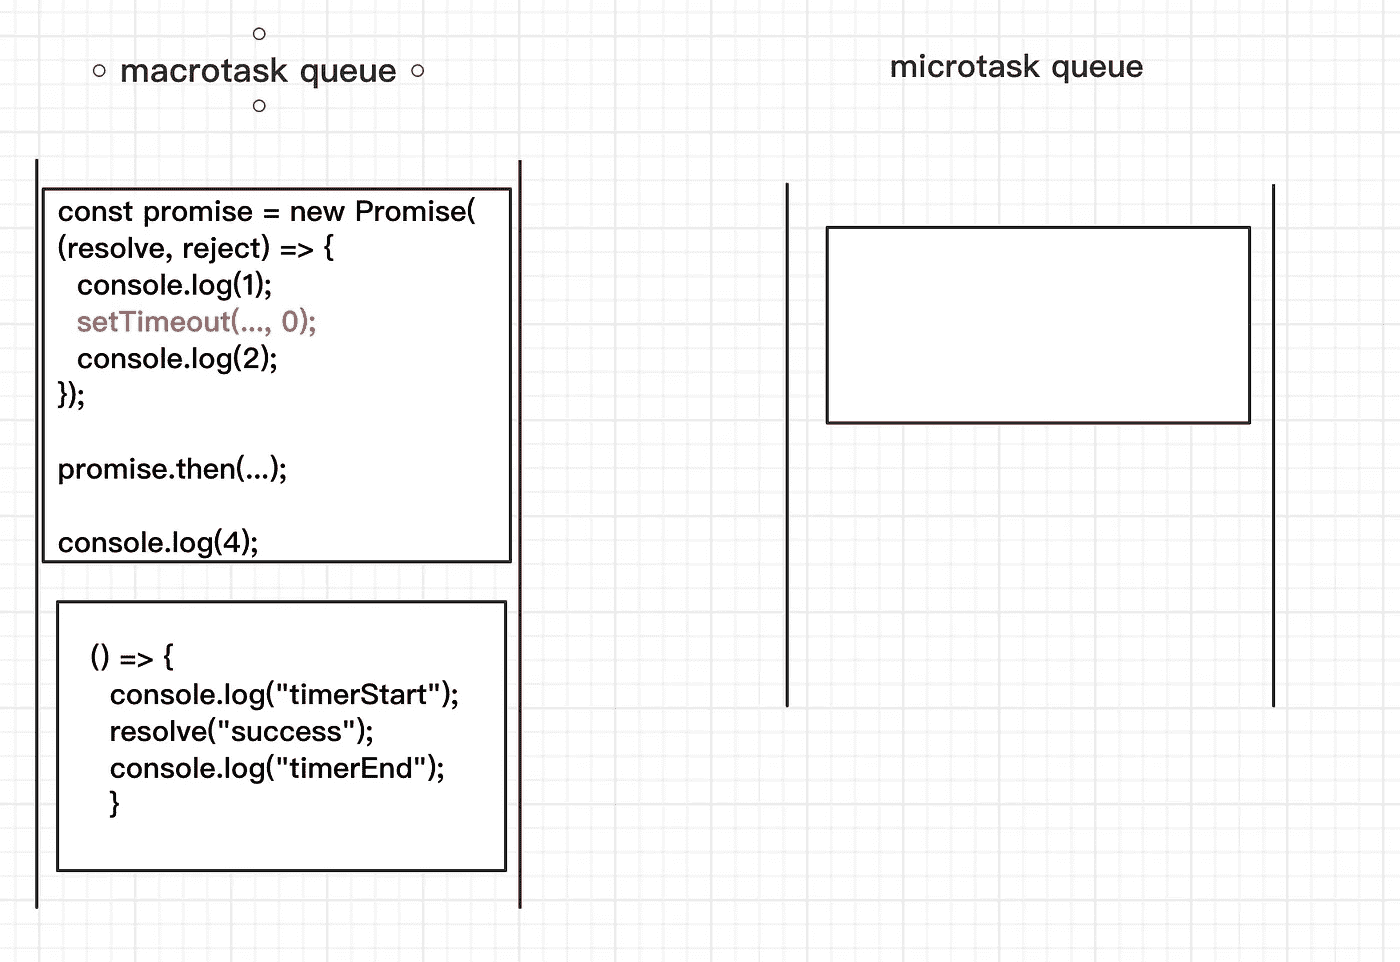 macrotask queue
microtask queue
const promise = new Promise(
(resolve, reject) => {
console.log(1);
setTimeout(..., 0);
console.log(2);
});
promise.then(...);
console.log(4);
() => {
console.log("timerStart");
resolve("success");
console.log("timerEnd");
}